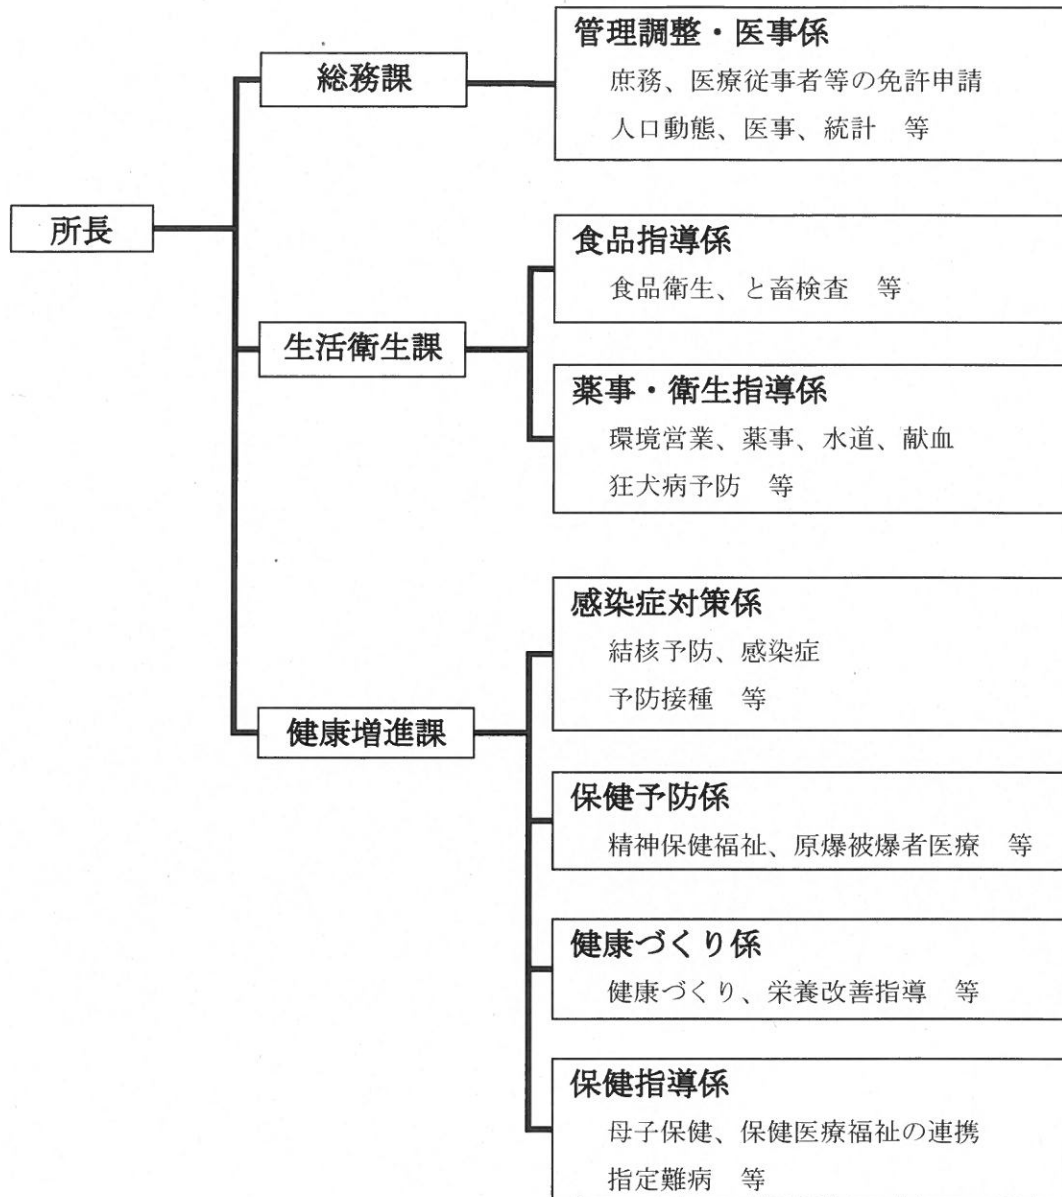 所長
総務課
管理調整・医事係
庶務、医療従事者等の免許申請
人口動態、医事、統計　等
生活衛生課
食品指導係
食品衛生、と畜検査　等
薬事・衛生指導係
環境営業、薬事、水道、献血
狂犬病予防　等
健康増進課
感染症対策係
結核予防、感染症
予防接種　等
保健予防係
精神保健福祉、原爆被爆者医療　等
健康づくり係
健康づくり、栄養改善指導　等
保健指導係
母子保健、保健医療福祉の連携
指定難病　等